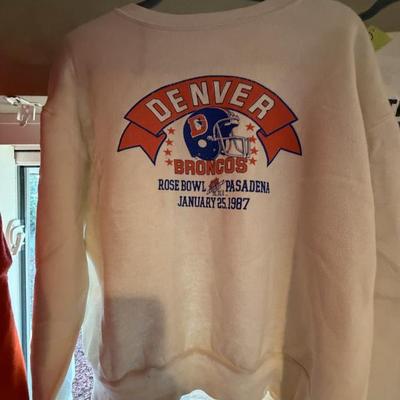 DENVER
D
BRONCOS
ROSE BOWL PASADENA
JANUARY 25, 1987